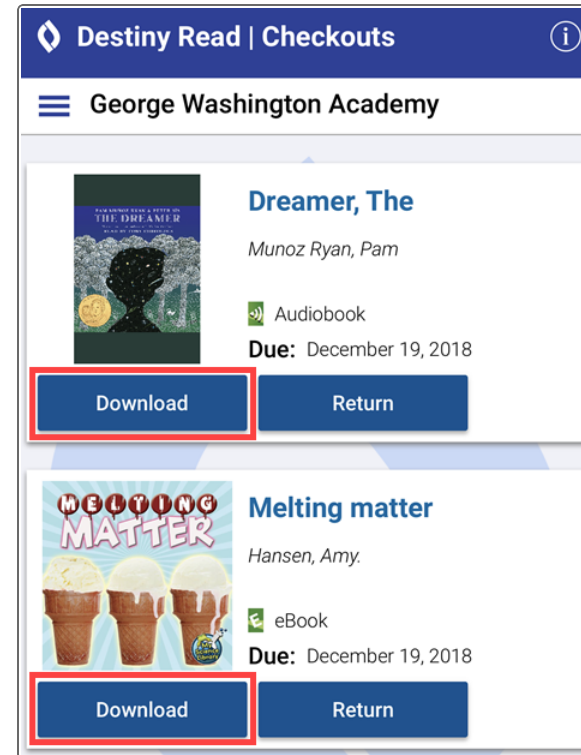 Destiny Read | Checkouts
i
George Washington Academy
THE DREAMER
Dreamer, The
Munoz Ryan, Pam
Audiobook
Due: December 19, 2018
Download
Return
MELTING
MATTER
Melting matter
Hansen, Amy.
E
eBook
Due: December 19, 2018
Download
Return